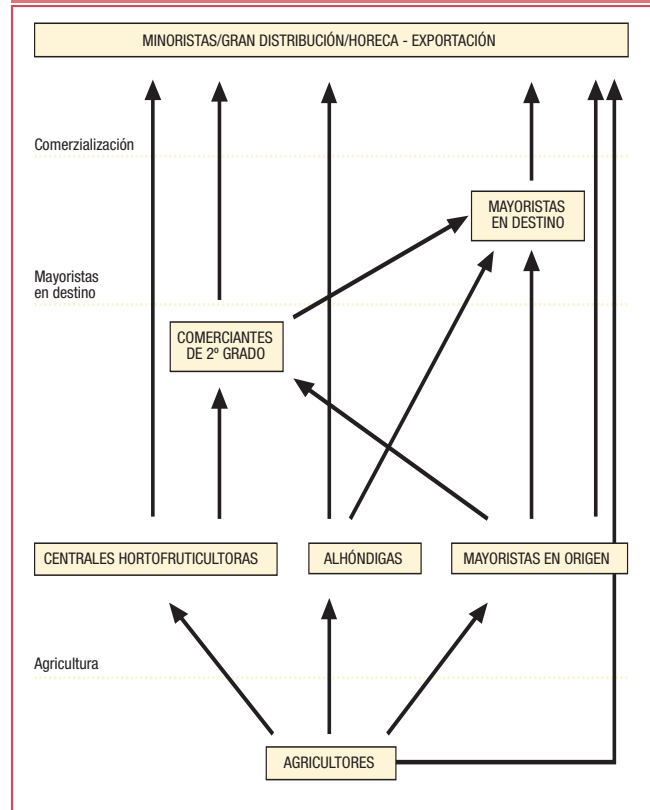 MINORISTAS/GRAN DISTRIBUCIÓN/HORECA - EXPORTACIÓN
Comerzialización
MAYORISTAS
EN DESTINO
Mayoristas
en destino
COMERCIANTES
DE 2º GRADO
CENTRALES HORTOFRUTICULTORAS
ALHÓNDIGAS
MAYORISTAS EN ORIGEN
Agricultura
AGRICULTORES